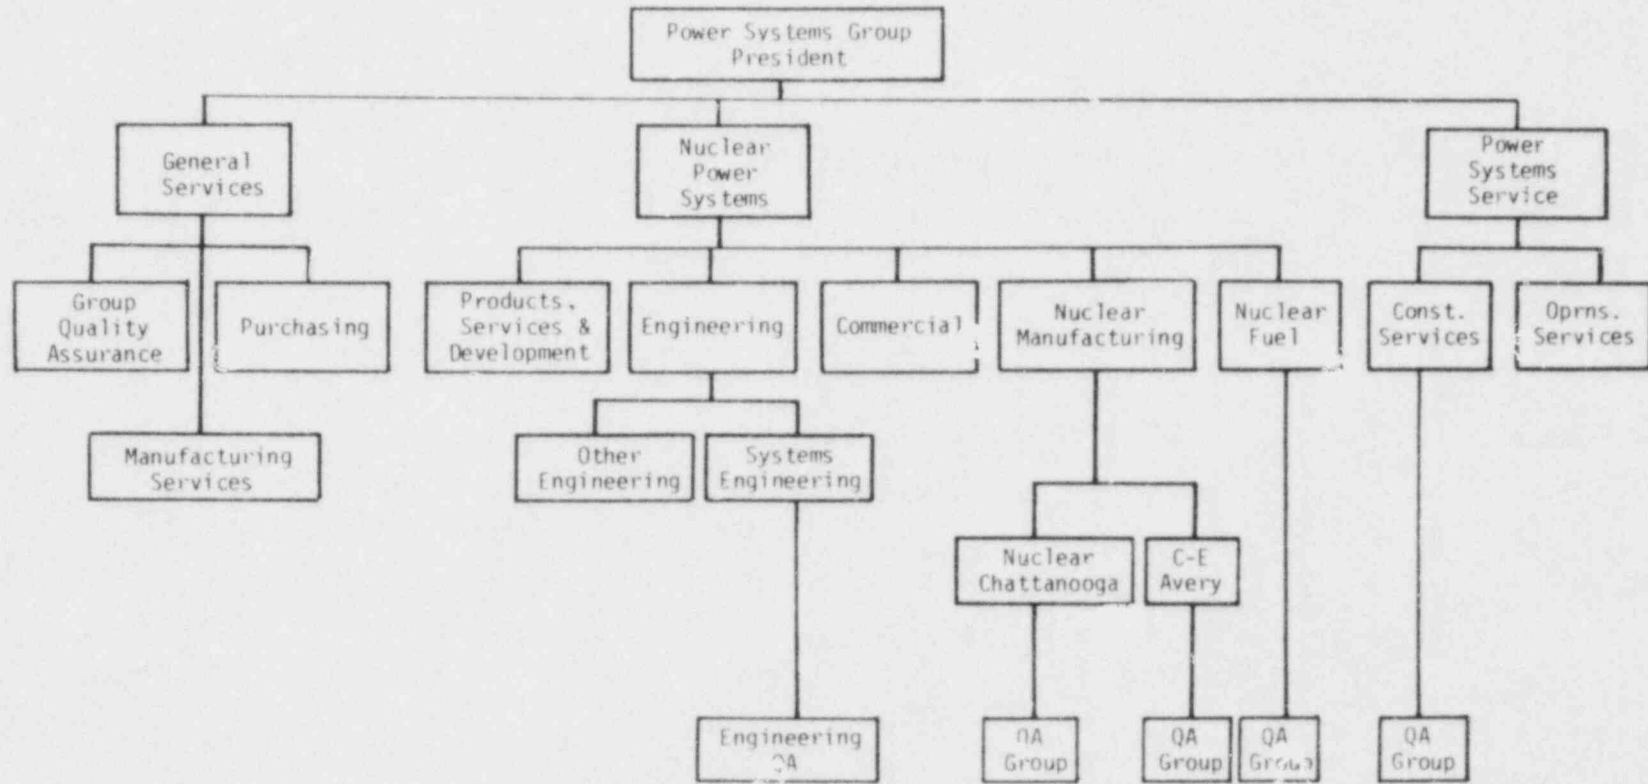 Power Systems Group
President
General
Services
Nuclear
Power
Systems
Power
Systems
Service
Group
Quality
Assurance
Purchasing
Products,
Services &
Development
Engineering
Commercial
Nuclear
Manufacturing
Nuclear
Fuel
Const.
Services
Oprns.
Services
Manufacturing
Services
Other
Engineering
Systems
Engineering
Nuclear
Chattanooga
C-E
Avery
Engineering
QA
QA
Group
QA
Group
QA
Group
QA
Group